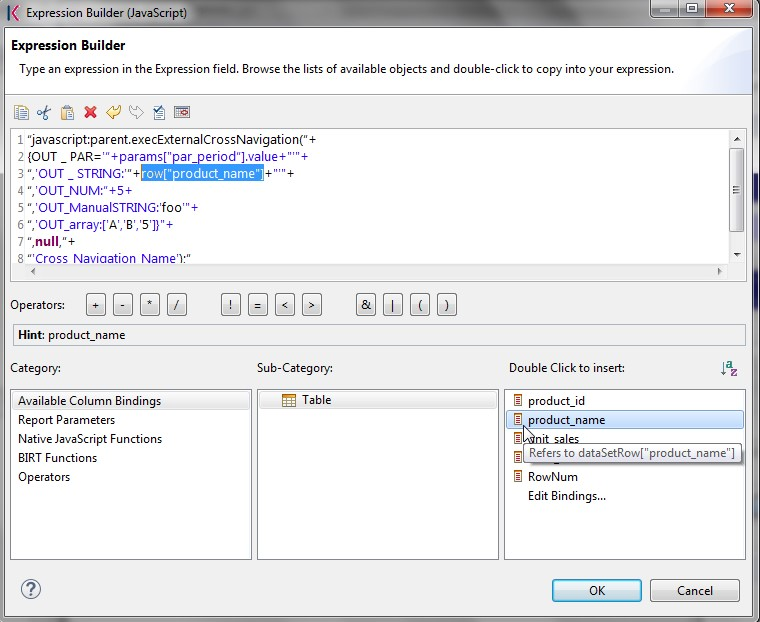 Expression Builder (JavaScript)
Expression Builder
Type an expression in the Expression field. Browse the lists of available objects and double-click to copy into your expression.
1 “javascript:parent.execExternalCrossNavigation(“+
2 {OUT _ PAR='"+params["par_period"].value+"'"+
3 “,'OUT _ STRING:'"+row["product_name"]+"'"+
4 “,'OUT_NUM:"+5+
5 “,'OUT_ManualSTRING:'foo'"+
6 “,'OUT_array:['A','B','5']}"+
7 “,null,“+
8 “'Cross_Navigation_Name');"
Operators: + - * / ! = < > & | ( )
Hint: product_name
Category:
Sub-Category:
Double Click to insert:
Available Column Bindings
Report Parameters
Native JavaScript Functions
BIRT Functions
Operators
Table
product_id
product_name
unit_sales
Refers to dataSetRow["product_name"]
RowNum
Edit Bindings...
OK
Cancel